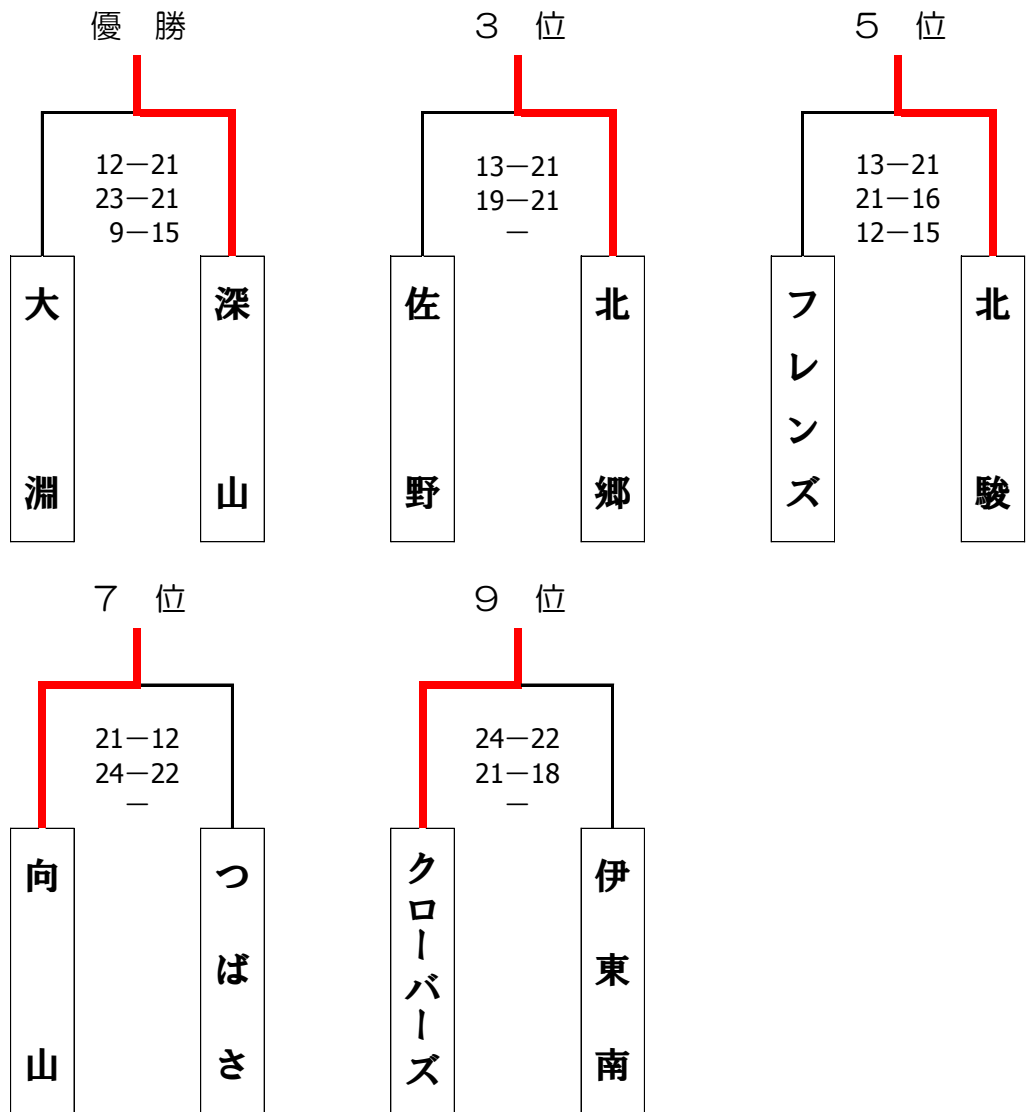 優 勝
12－21
23－21
9－15
大淵
深山
３ 位
13－21
19－21
－
佐野
北郷
５ 位
13－21
21－16
12－15
フレンズ
北駿
７ 位
21－12
24－22
－
向山
つばさ
９ 位
24－22
21－18
－
クローバーズ
伊東南